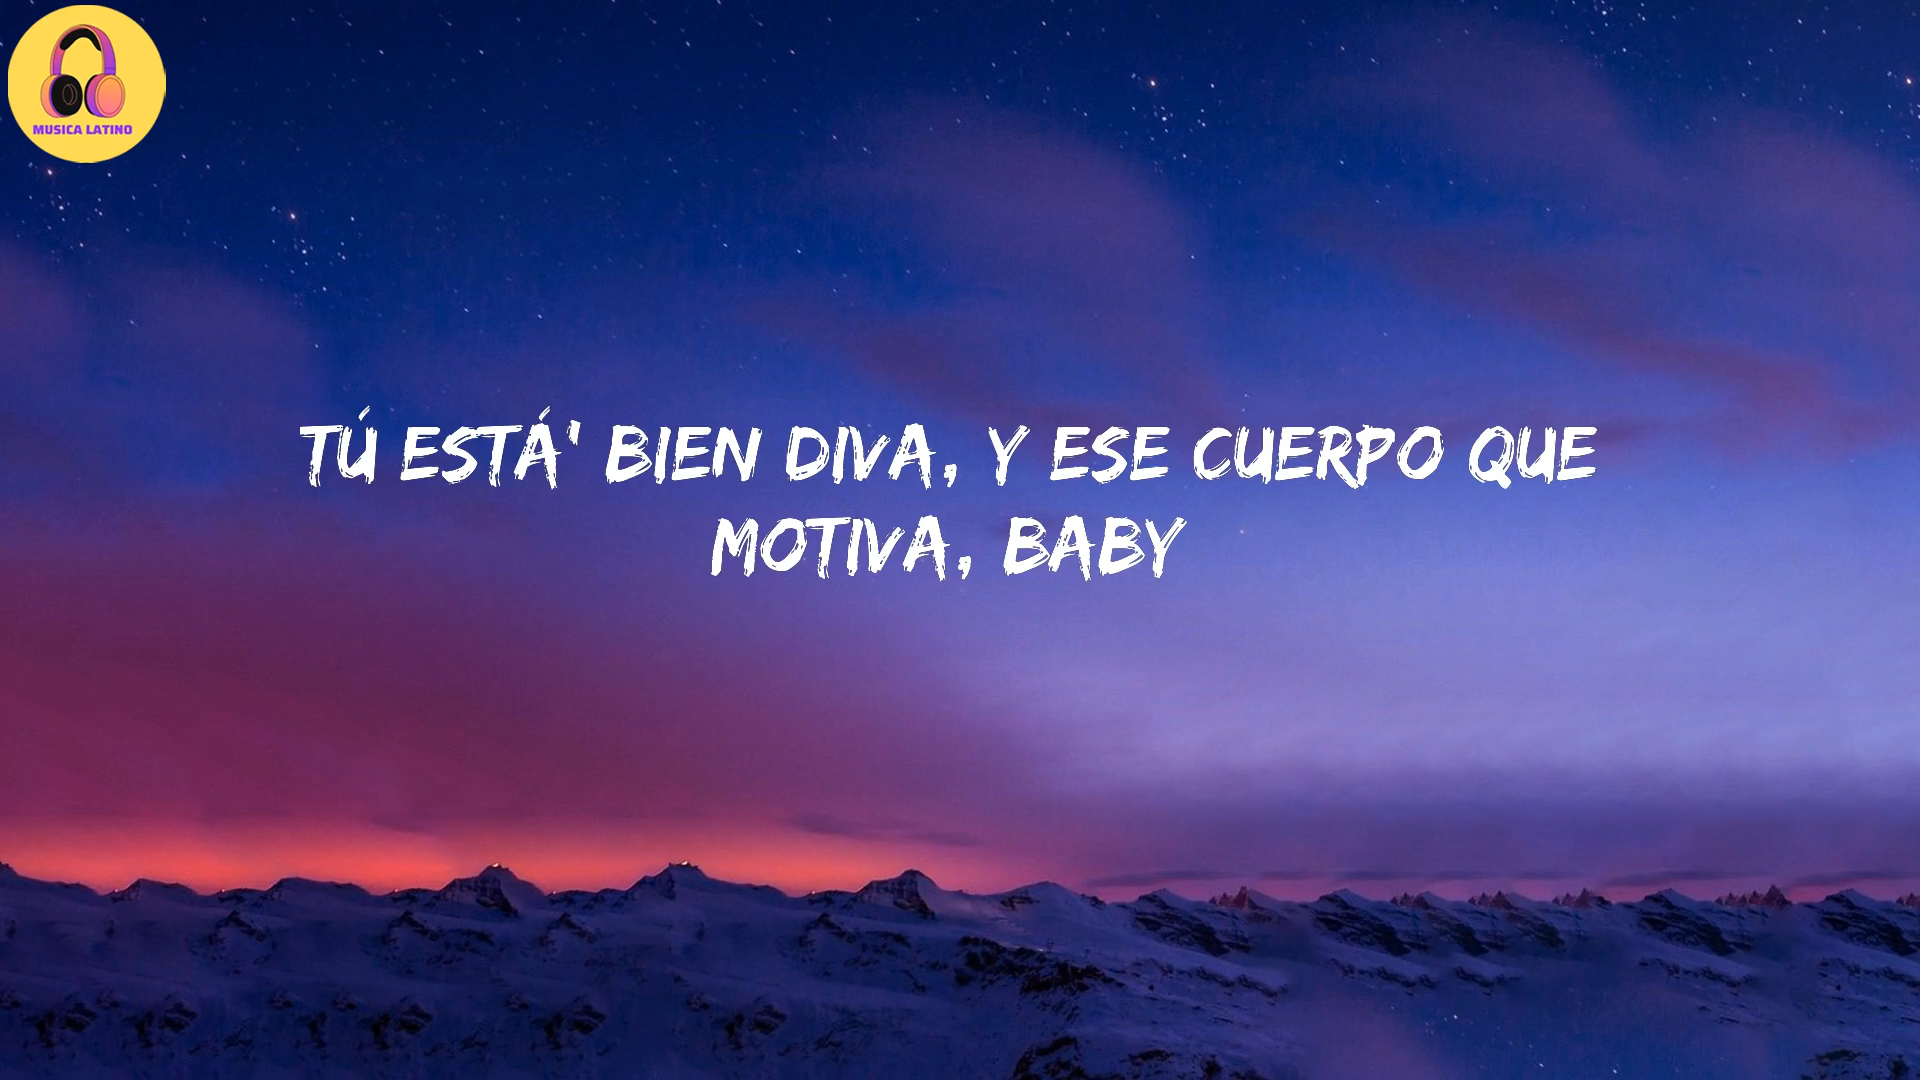 MUSICA LATINO
TÚ ESTÁ' BIEN DIVA, Y ESE CUERPO QUE
MOTIVA, BABY